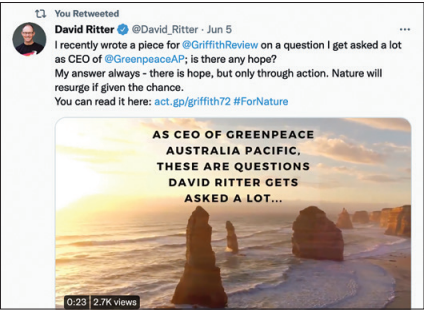 You Retweeted
David Ritter @David_Ritter · Jun 5 ...
I recently wrote a piece for @GriffithReview on a question I get asked a lot
as CEO of @GreenpeaceAP; is there any hope?
My answer always - there is hope, but only through action. Nature will
resurge if given the chance.
You can read it here: act.gp/griffith72 #ForNature
AS CEO OF GREENPEACE
AUSTRALIA PACIFIC,
THESE ARE QUESTIONS
DAVID RITTER GETS
ASKED A LOT...
0:23 2.7K views